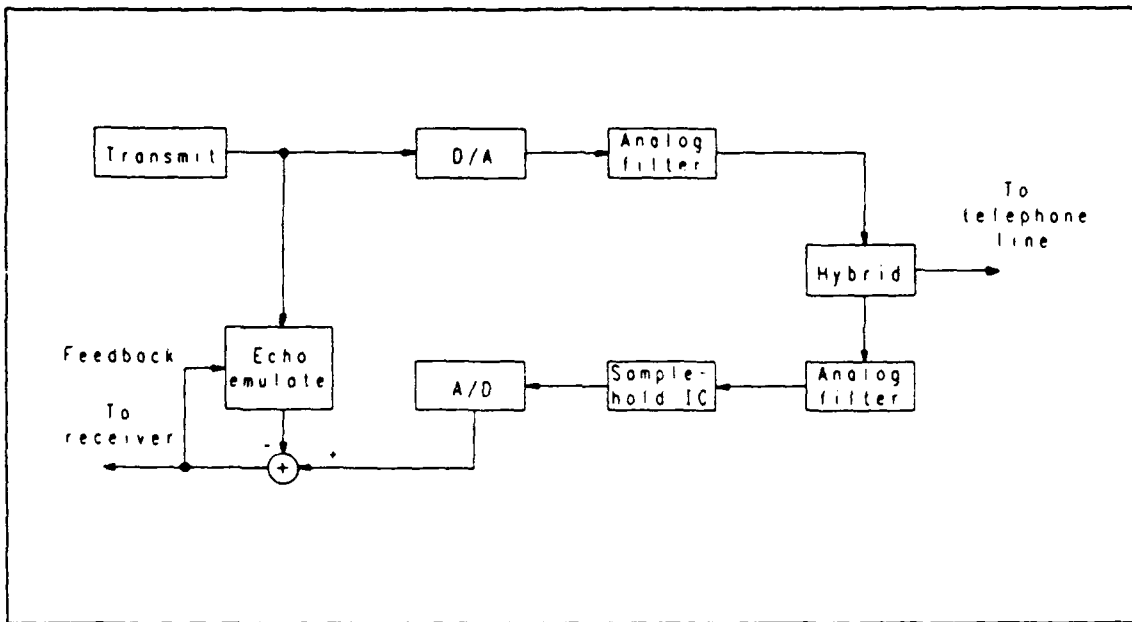 Transmit
D/A
Analog
filter
To
telephone
line
Hybrid
Feedback
Echo
emulate
A/D
Sample-
hold IC
Analog
filter
To
receiver
-
+
+